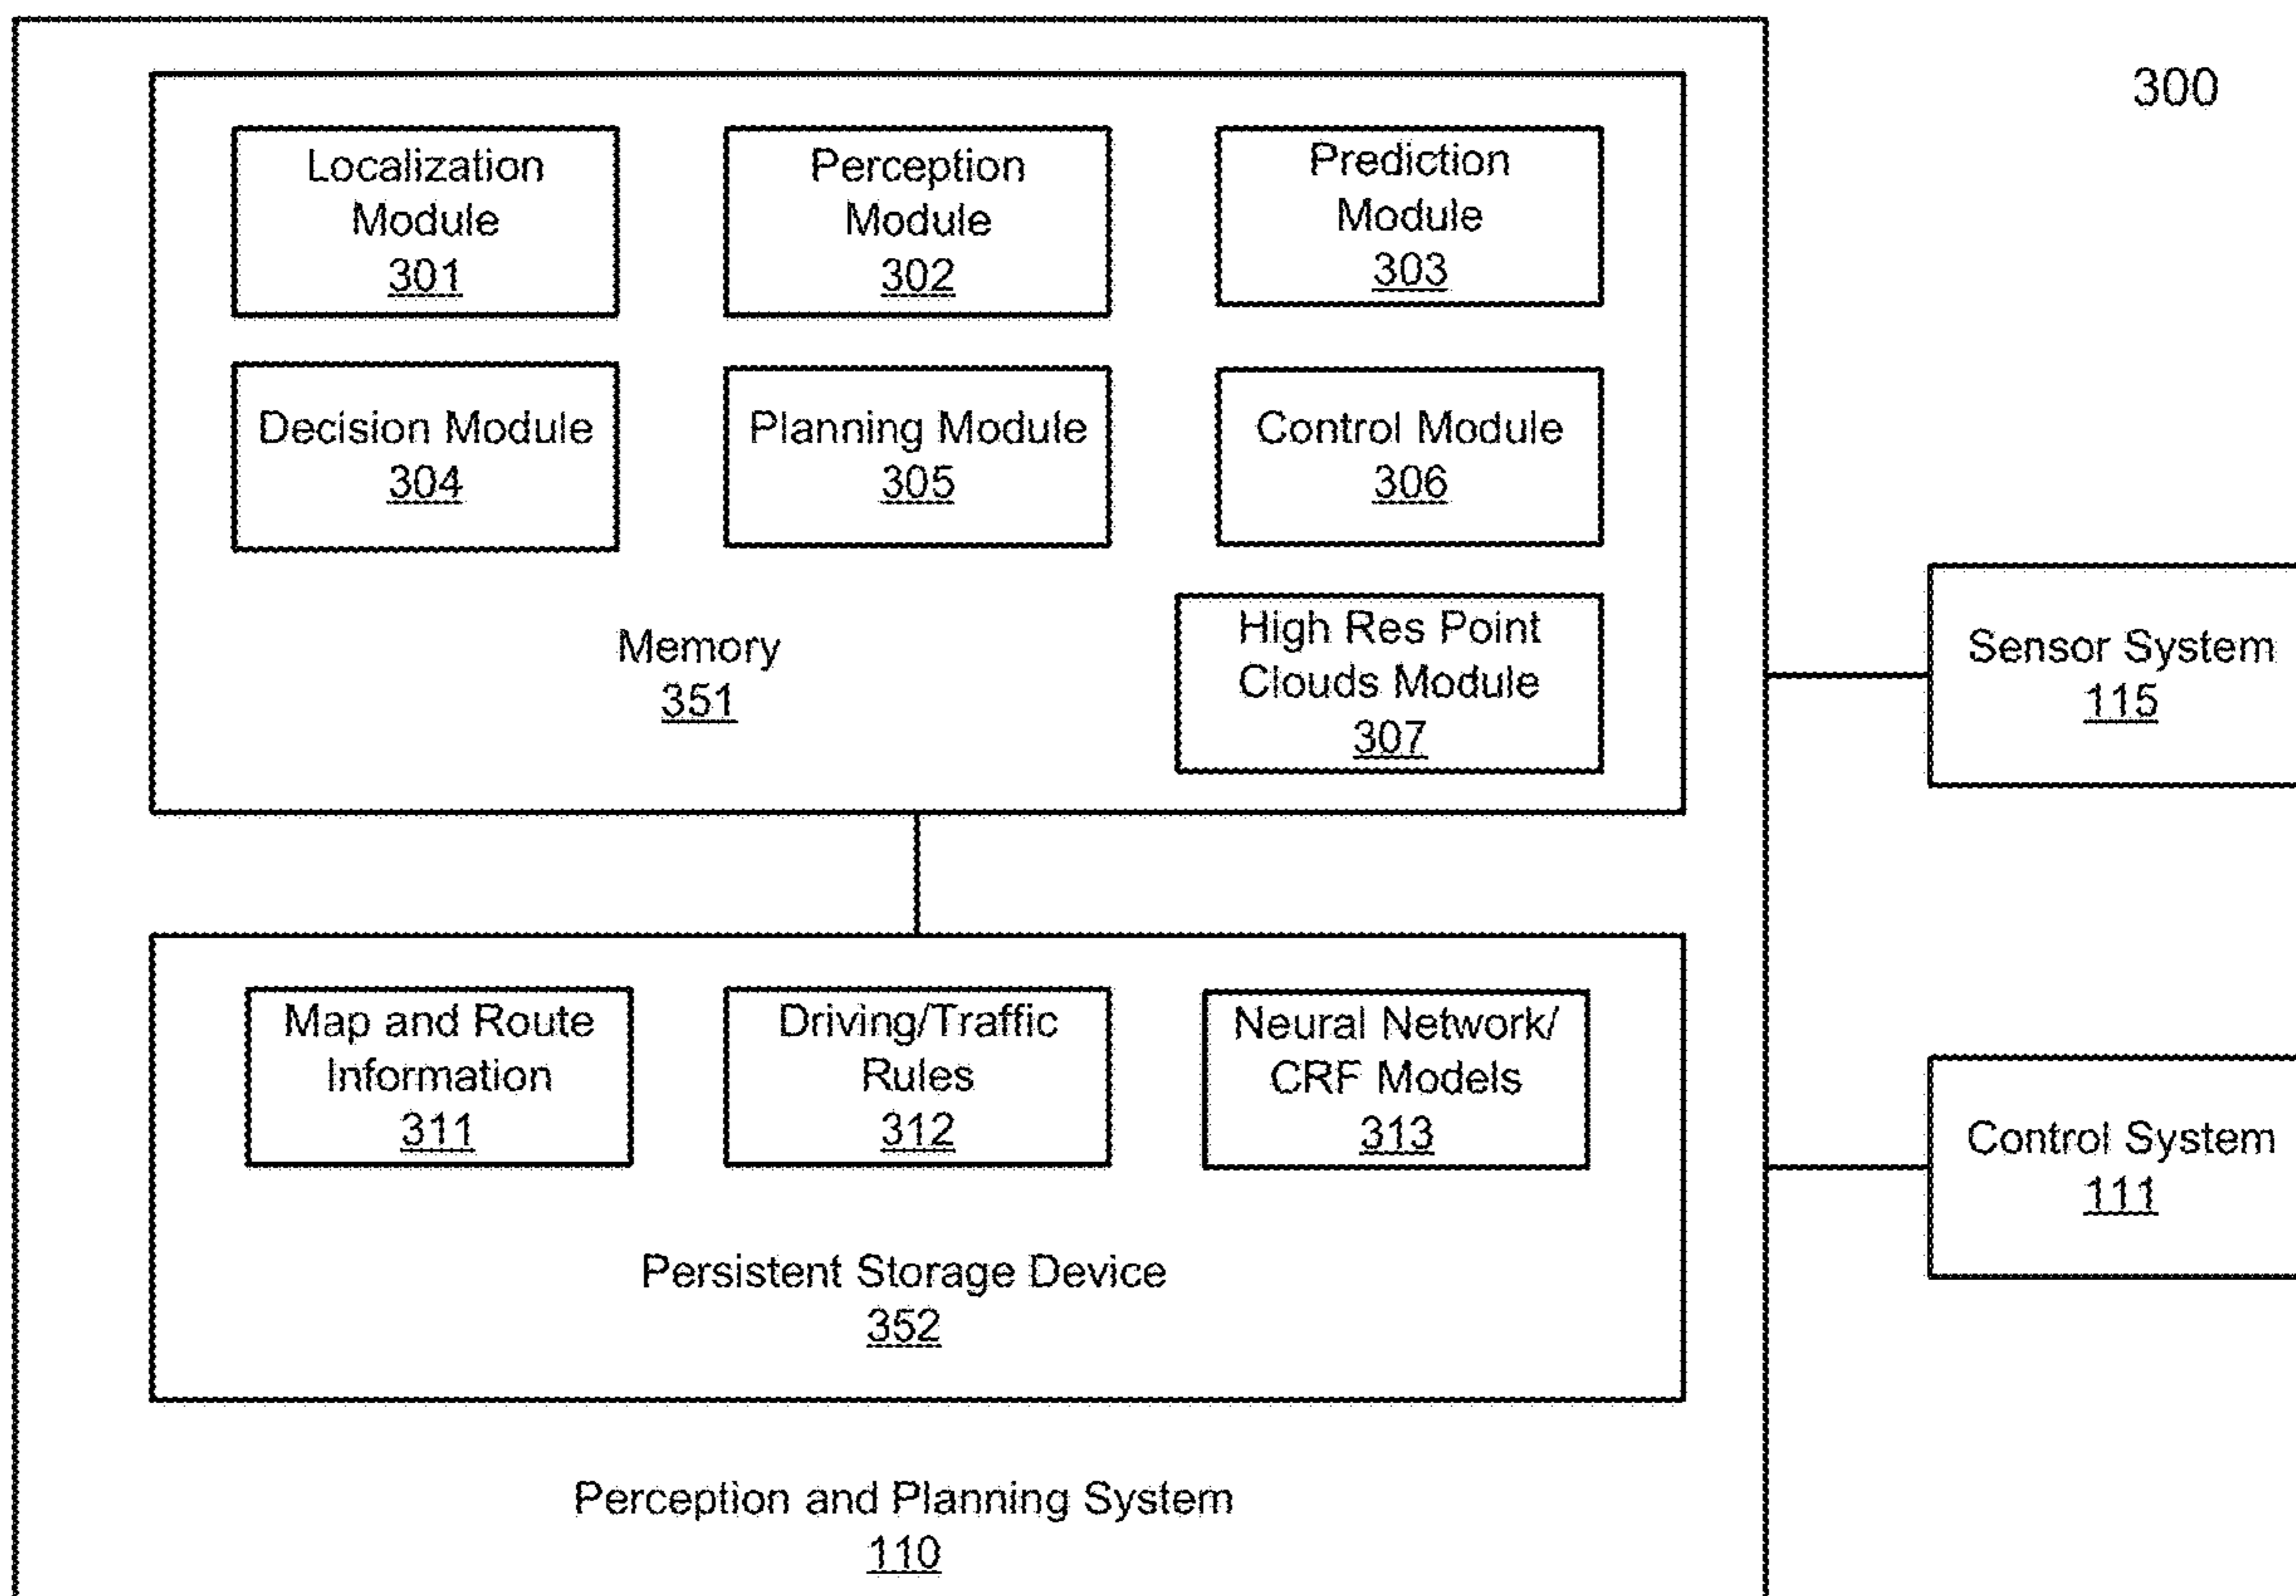 300
Localization
Module
301
Perception
Module
302
Prediction
Module
303
Decision Module
304
Planning Module
305
Control Module
306
Memory
351
High Res Point
Clouds Module
307
Sensor System
115
Map and Route
Information
311
Driving/Traffic
Rules
312
Neural Network/
CRF Models
313
Control System
111
Persistent Storage Device
352
Perception and Planning System
110